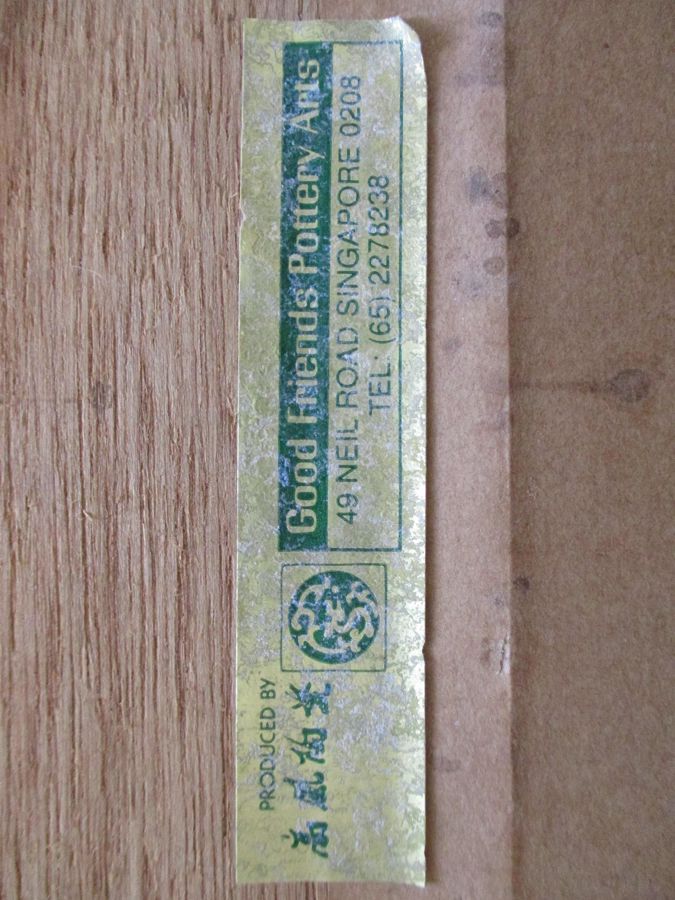 PRODUCED BY
Good Friends Pottery Arts
49 NEIL ROAD SINGAPORE 0208
TEL: (65) 2278238